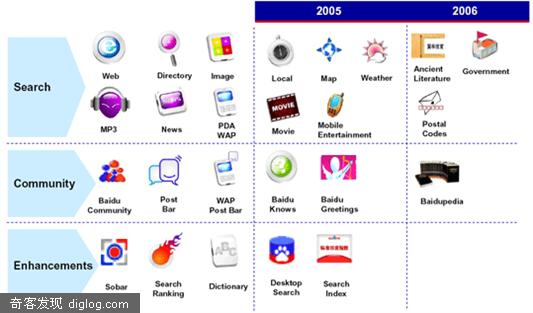 2005
2006
Search
Web
Directory
Image
Local
Map
Weather
Ancient
Literature
Government
MP3
News
PDA
WAP
MOVIE
Movie
Mobile
Entertainment
Postal
Codes
Community
Baidu
Community
Post
Bar
WAP
Post Bar
Baidu
Knows
Baidu
Greetings
Baidupedia
Enhancements
Sobar
Search
Ranking
ABC
Dictionary
Desktop
Search
Search
Index
奇客发现 diglog.com